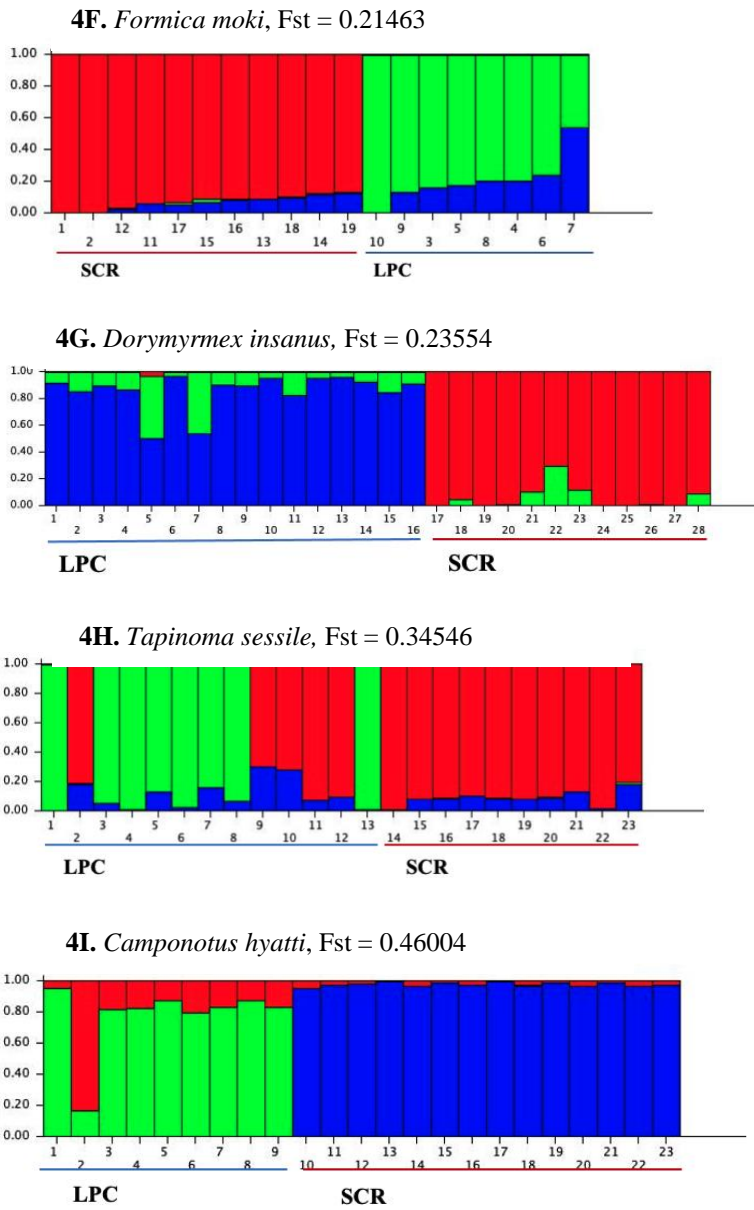 4F. Formica moki, Fst = 0.21463
1.00
0.80
0.60
0.40
0.20
0.00
1 12 17 16 18 19 9 5 4 7
2 11 15 13 14 10 3 8 6
SCR LPC
4G. Dorymyrmex insanus, Fst = 0.23554
1.00
0.80
0.60
0.40
0.20
0.00
1 3 5 7 9 11 13 15 17 19 21 23 25 27
2 4 6 8 10 12 14 16 18 20 22 24 26 28
LPC SCR
4H. Tapinoma sessile, Fst = 0.34546
1.00
0.80
0.60
0.40
0.20
0.00
1 3 5 7 9 11 13 15 17 19 21 23
2 4 6 8 10 12 14 16 18 20 22
LPC SCR
4I. Camponotus hyatti, Fst = 0.46004
1.00
0.80
0.60
0.40
0.20
0.00
1 3 5 7 9 11 13 15 17 19 21 23
2 4 6 8 10 12 14 16 18 20 22
LPC SCR